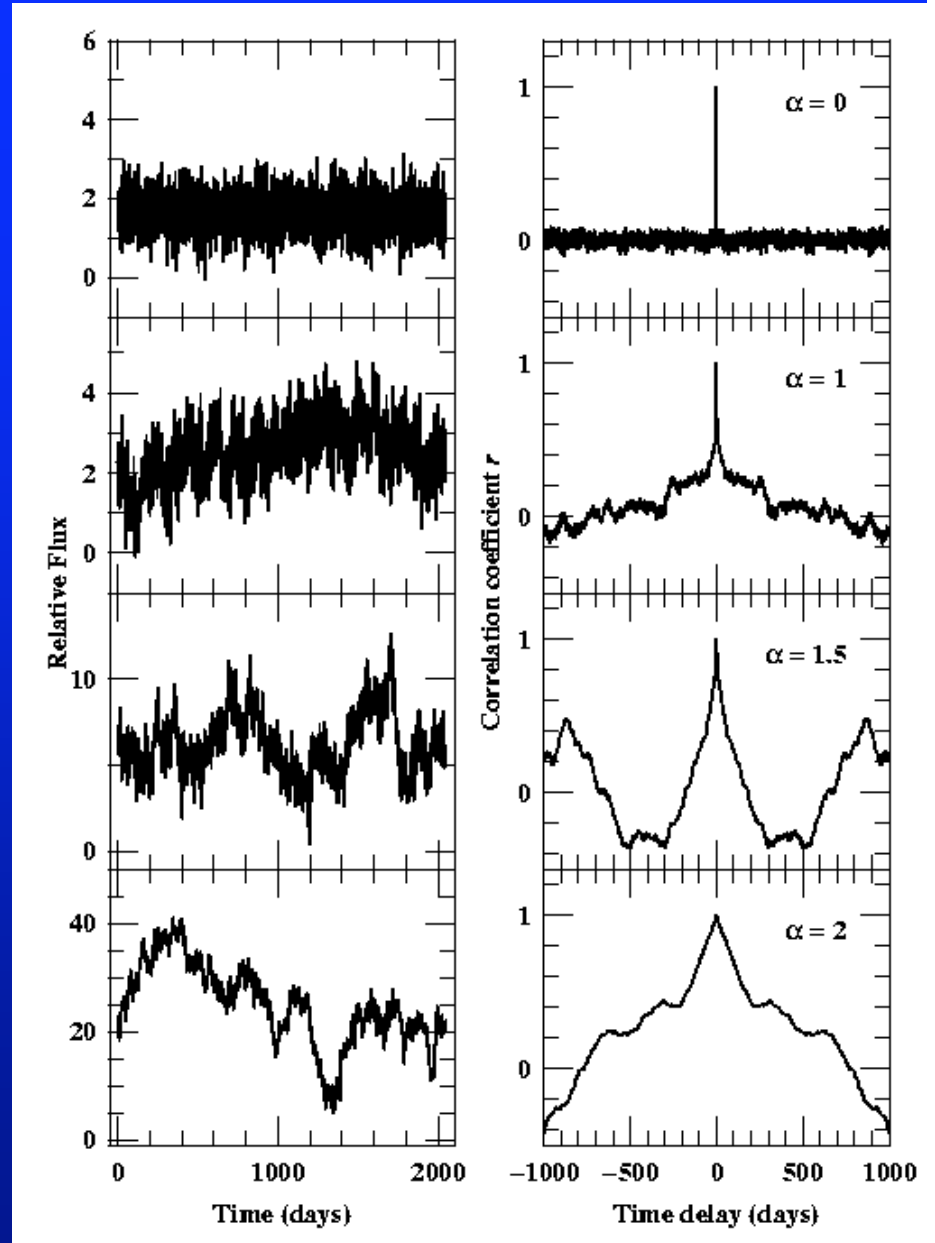 6
4
2
0
4
2
0
10
0
40
20
0
0 1000 2000
Relative Flux
Time (days)
1
0
α = 0
1
0
α = 1
1
0
α = 1.5
1
0
α = 2
−1000 −500 0 500 1000
Correlation coefficient r
Time delay (days)